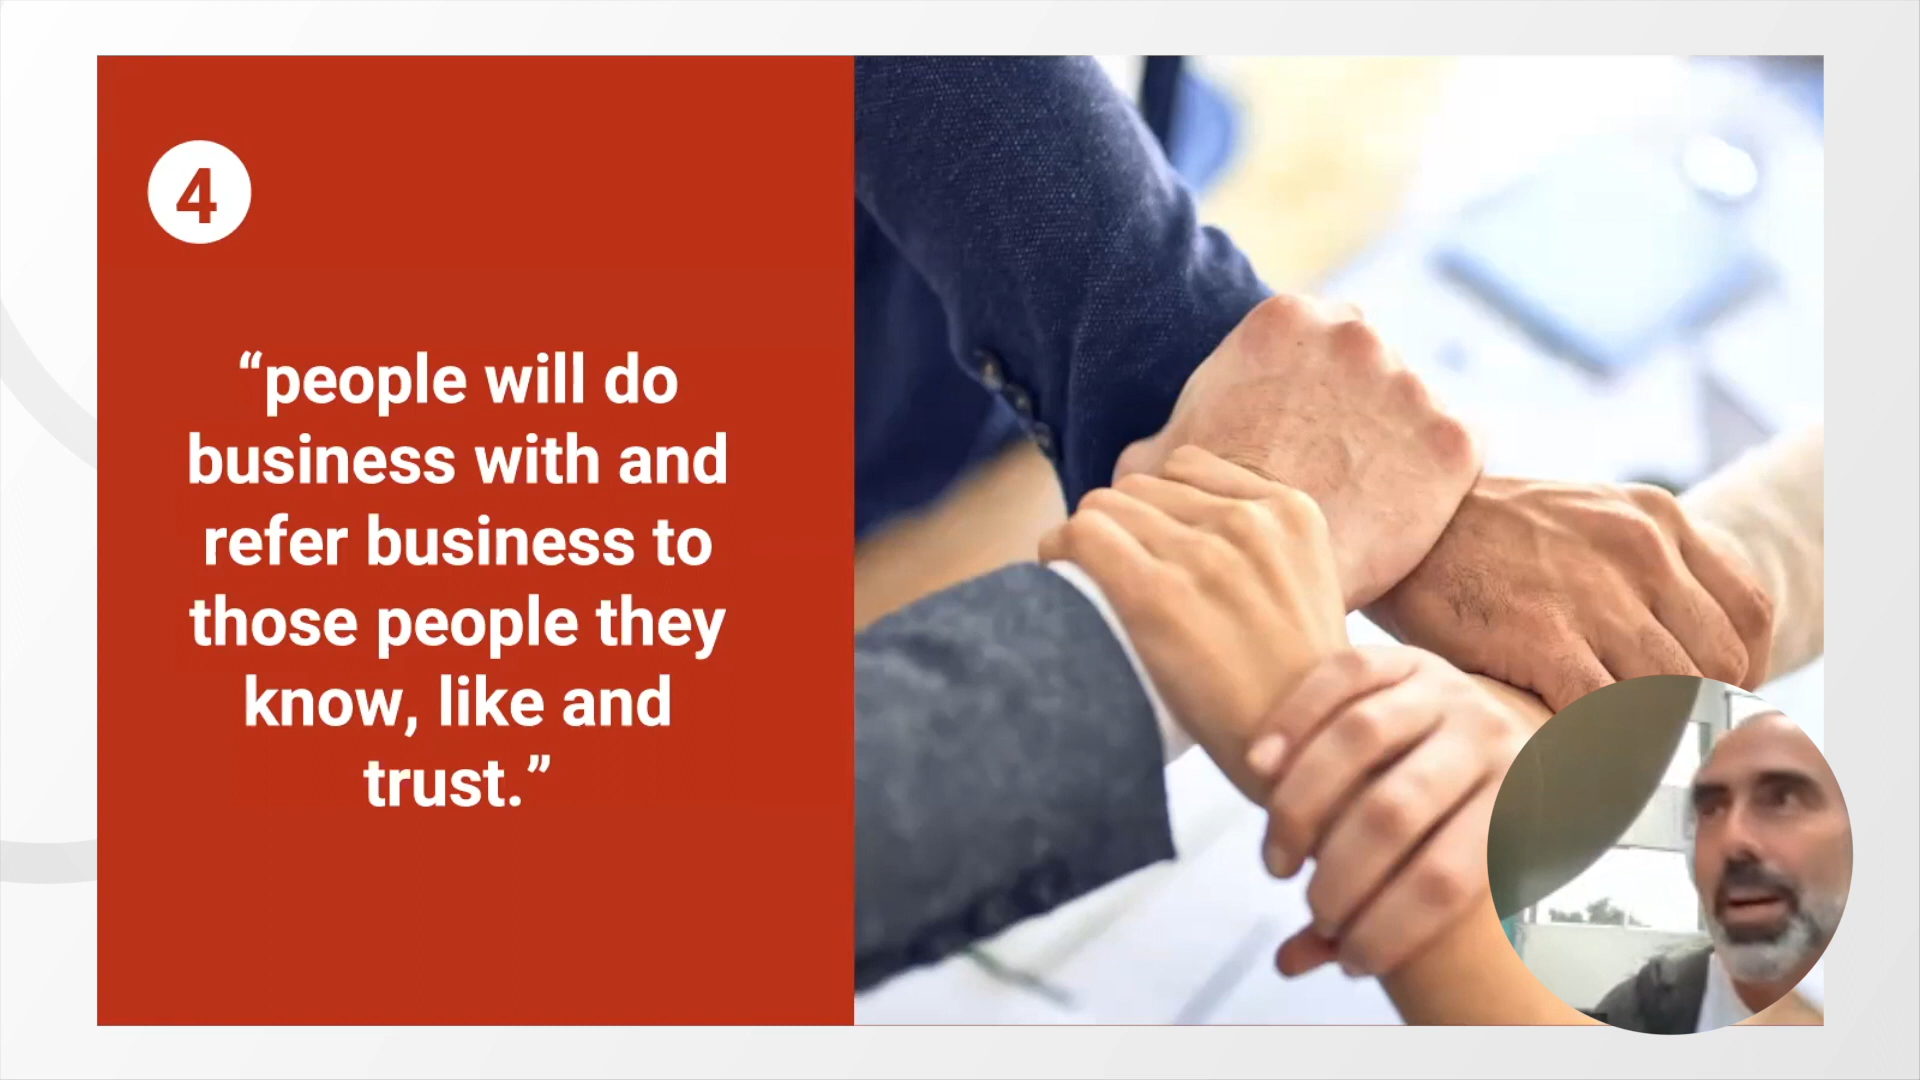 4
“people will do
business with and
refer business to
those people they
know, like and
trust.”